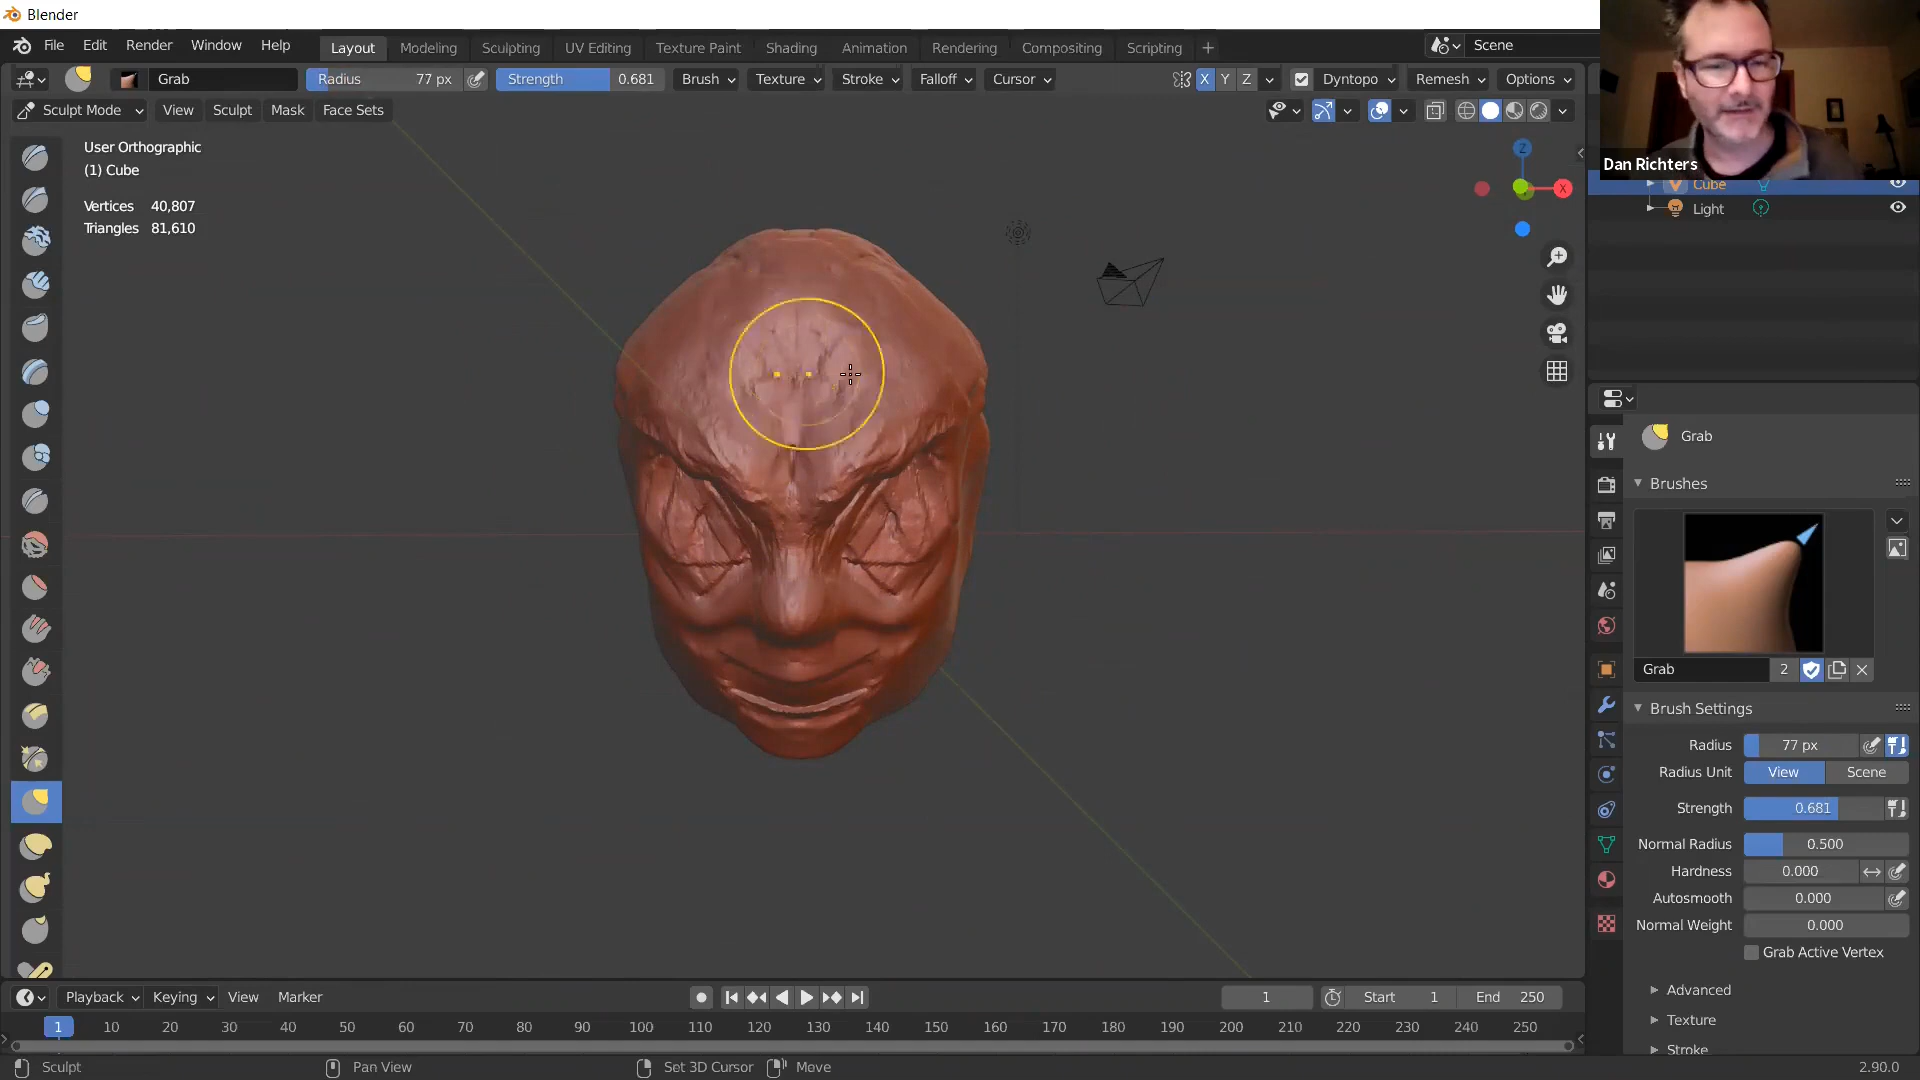 Blender
File Edit Render Window Help Layout Modeling Sculpting UV Editing Texture Paint Shading Animation Rendering Compositing Scripting + Scene
Grab Radius 77 px Strength 0.681 Brush Texture Stroke Falloff Cursor X Y Z Dyntopo Remesh Options
Sculpt Mode View Sculpt Mask Face Sets
User Orthographic
(1) Cube
Vertices 40,807
Triangles 81,610
Z
X
Dan Richters
Cube
Light
Grab
Brushes
Grab 2
Brush Settings
Radius 77 px
Radius Unit View Scene
Strength 0.681
Normal Radius 0.500
Hardness 0.000
Autosmooth 0.000
Normal Weight 0.000
Grab Active Vertex
Advanced
Texture
Stroke
Playback Keying View Marker 1 Start 1 End 250
1 10 20 30 40 50 60 70 80 90 100 110 120 130 140 150 160 170 180 190 200 210 220 230 240 250
Sculpt Pan View Set 3D Cursor Move 2.90.0